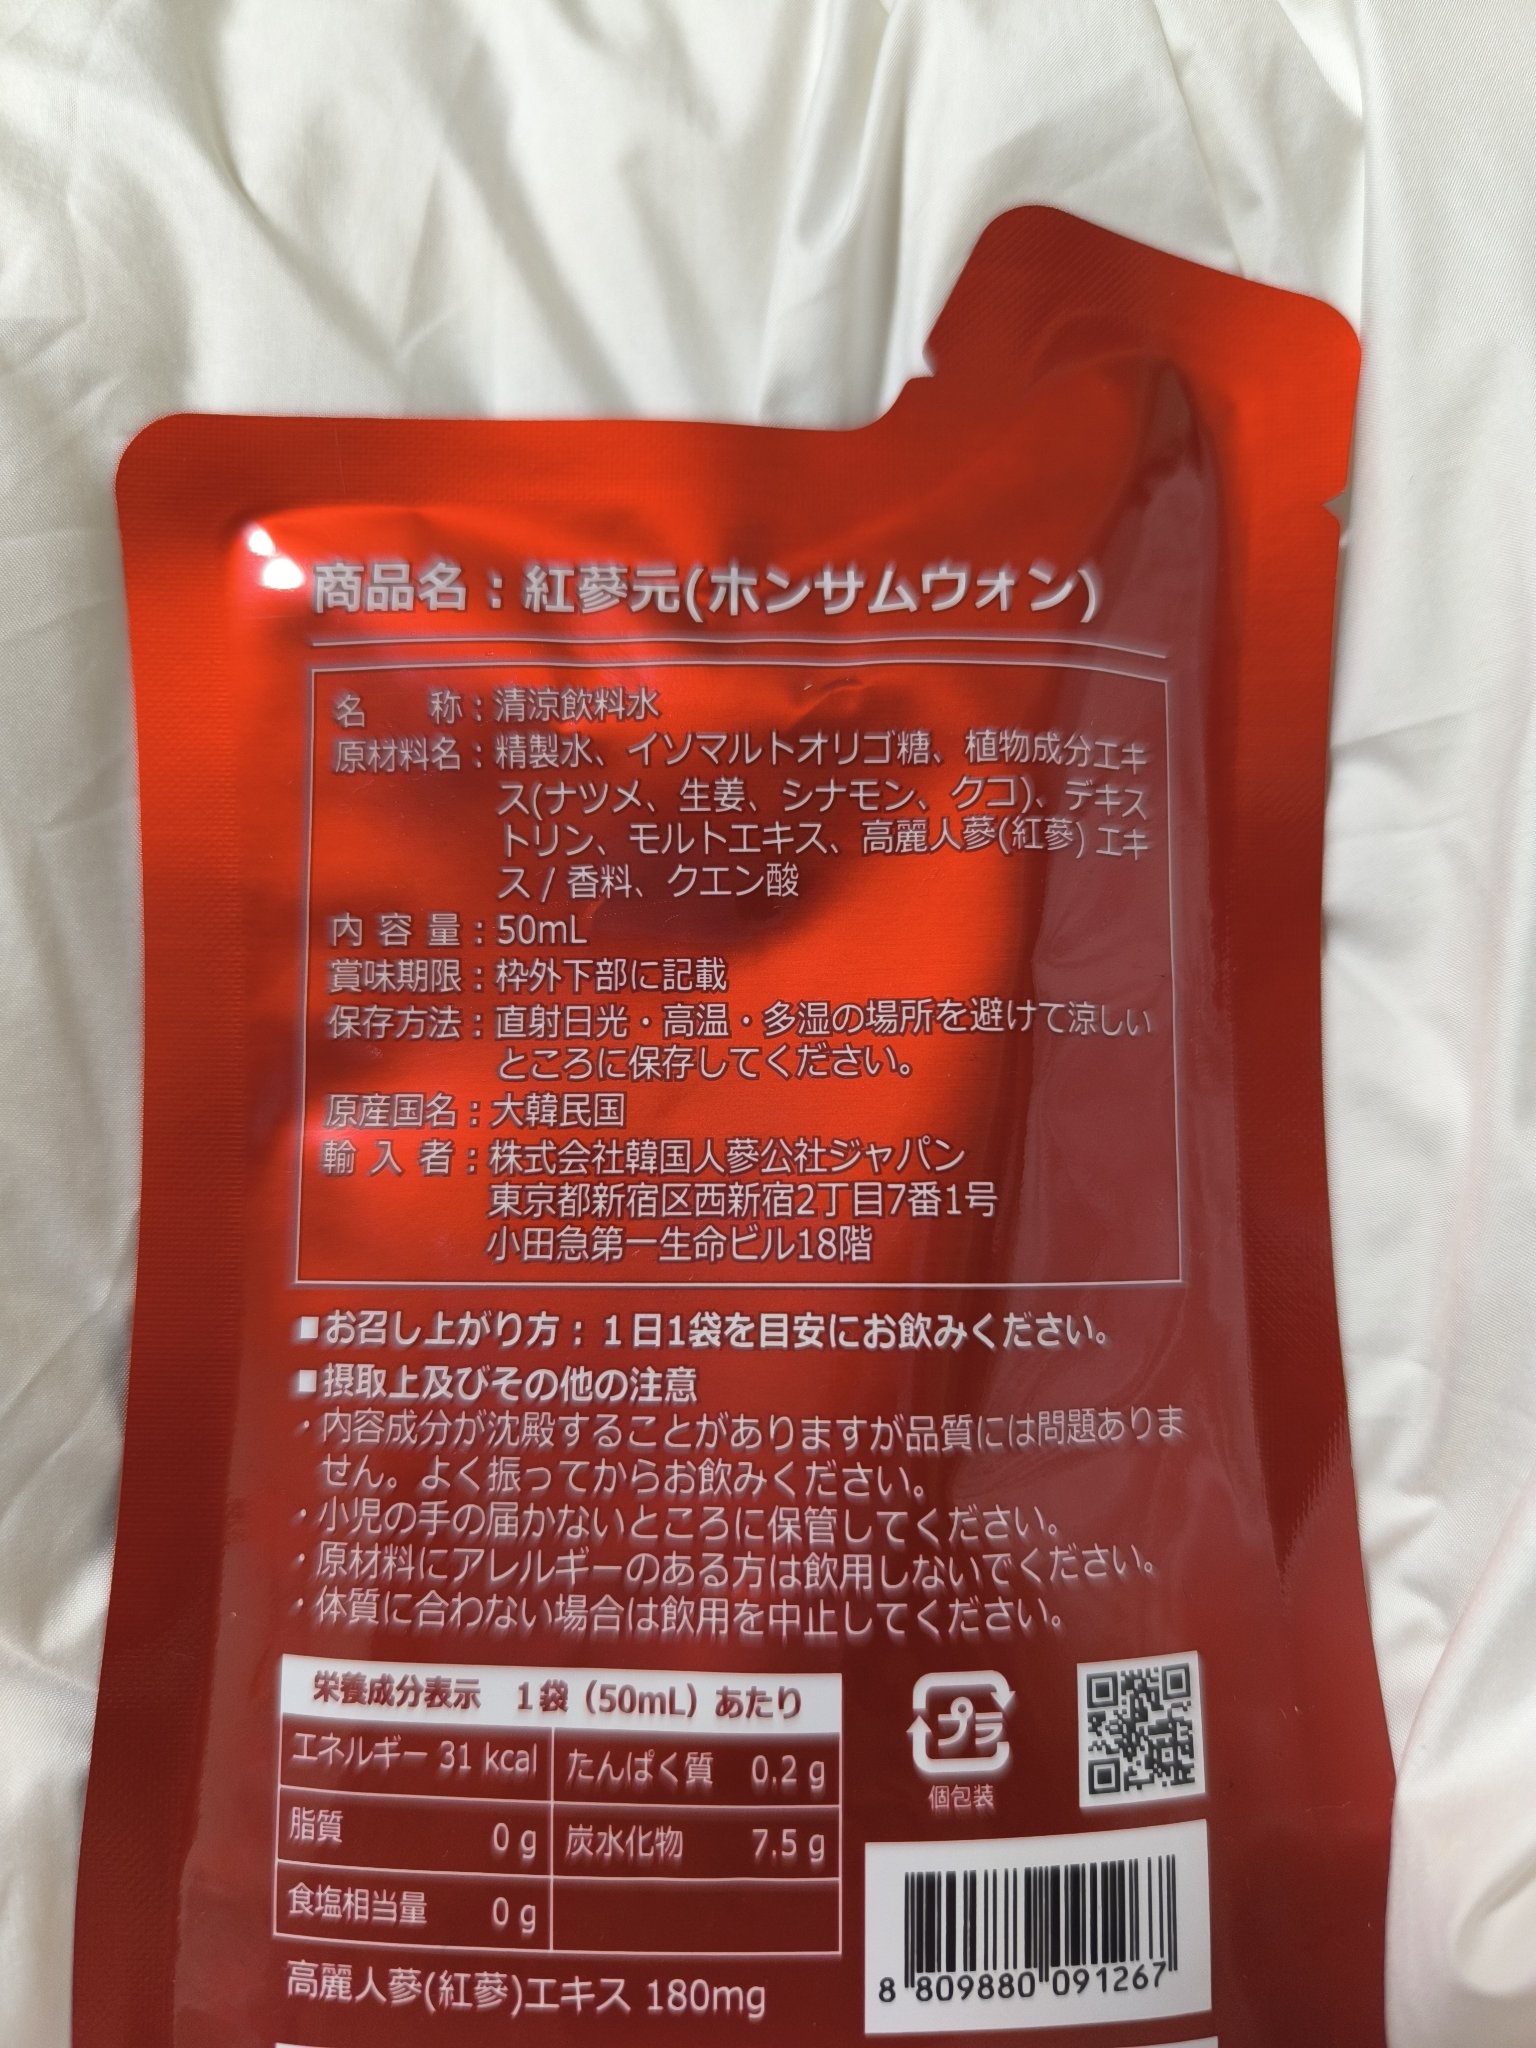 商品名：紅蔘元(ホンサムウォン)
名　　称：清涼飲料水
原材料名：精製水、イソマルトオリゴ糖、植物成分エキ
ス(ナツメ、生姜、シナモン、クコ)、デキス
トリン、モルトエキス、高麗人蔘(紅蔘)エキ
ス / 香料、クエン酸
内 容 量：50mL
賞味期限：枠外下部に記載
保存方法：直射日光・高温・多湿の場所を避けて涼しい
ところに保存してください。
原産国名：大韓民国
輸 入 者：株式会社韓国人蔘公社ジャパン
東京都新宿区西新宿2丁目7番1号
小田急第一生命ビル18階
■お召し上がり方：１日1袋を目安にお飲みください。
■摂取上及びその他の注意
・内容成分が沈殿することがありますが品質には問題ありま
せん。よく振ってからお飲みください。
・小児の手の届かないところに保管してください。
・原材料にアレルギーのある方は飲用しないでください。
・体質に合わない場合は飲用を中止してください。
栄養成分表示　１袋（50mL）あたり
エネルギー 31 kcal　たんぱく質　0.2 g
脂質　0 g　炭水化物　7.5 g
食塩相当量　0 g
高麗人蔘(紅蔘)エキス 180mg
プラ
個包装
8 809880 091267